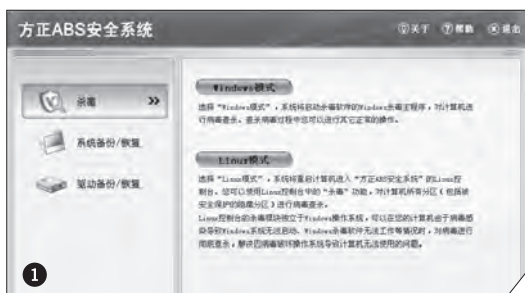 方正ABS安全系统
关于 帮助 退出
杀毒 »
系统备份/恢复
驱动备份/恢复
Windows模式
选择“Windows模式”，系统将启动杀毒软件的Windows杀毒主程序，对计算机进
行病毒查杀。查杀病毒过程中您可以进行其它正常的操作。
Linux模式
选择“Linux模式”，系统将重启计算机进入“方正ABS安全系统”的Linux控
制台。您可以使用Linux控制台中的“杀毒”功能，对计算机所有分区（包括被
安全保护的隐藏分区）进行病毒查杀。
Linux控制台的杀毒模块独立于Windows操作系统，可以在您的计算机由于病毒感
染导致Windows系统无法启动、Windows杀毒软件无法工作等情况时，对病毒进行
彻底查杀，解决因病毒破坏操作系统导致计算机无法使用的问题。
1